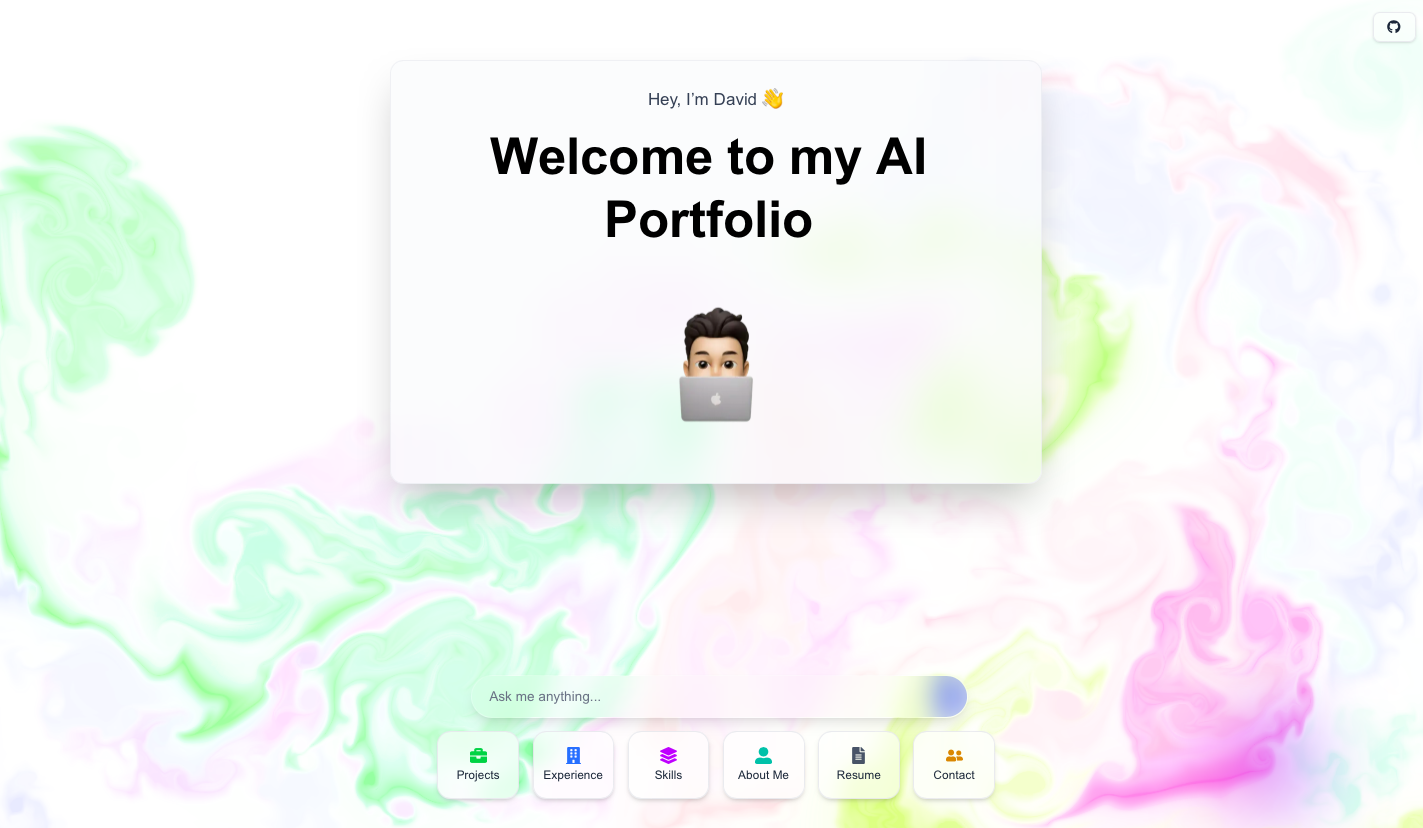 Hey, I'm David 👋
Welcome to my AI
Portfolio
Ask me anything...
Projects
Experience
Skills
About Me
Resume
Contact